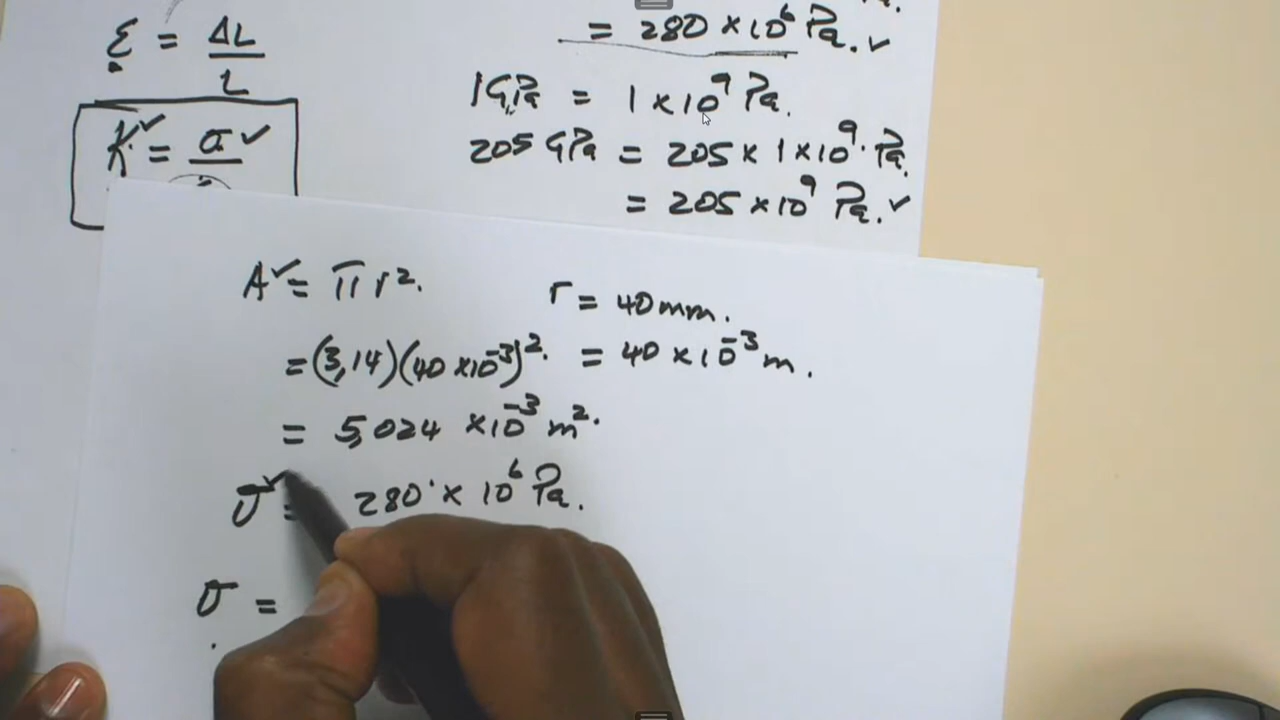 = 280 × 10⁶ Pa. ✓
ε = ΔL / L
1 GPa = 1 × 10⁹ Pa.
K ✓ = σ ✓
205 GPa = 205 × 1 × 10⁹. Pa.
= 205 × 10⁹ Pa. ✓
A ✓ = π r².
r = 40 mm.
= (3,14)(40 × 10⁻³)².
= 40 × 10⁻³ m.
= 5,024 × 10⁻³ m².
σ ✓ = 280 × 10⁶ Pa.
σ =